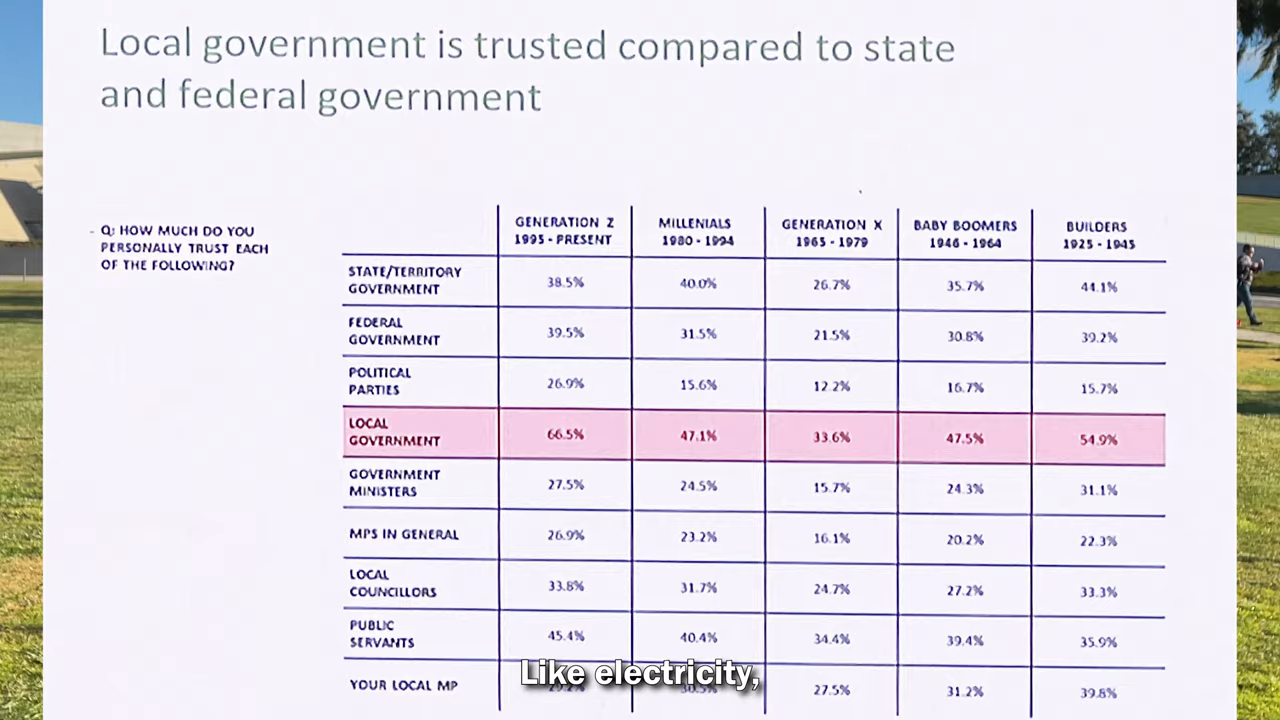 Local government is trusted compared to state
and federal government
Q: HOW MUCH DO YOU
PERSONALLY TRUST EACH
OF THE FOLLOWING?
GENERATION Z
1995 - PRESENT
MILLENIALS
1980 - 1994
GENERATION X
1965 - 1979
BABY BOOMERS
1946 - 1964
BUILDERS
1925 - 1945
STATE/TERRITORY
GOVERNMENT
38.5% 40.0% 26.7% 35.7% 44.1%
FEDERAL
GOVERNMENT
39.5% 31.5% 21.5% 30.8% 39.2%
POLITICAL
PARTIES
26.9% 15.6% 12.2% 16.7% 15.7%
LOCAL
GOVERNMENT
66.5% 47.1% 33.6% 47.5% 54.9%
GOVERNMENT
MINISTERS
27.5% 24.5% 15.7% 24.3% 31.1%
MPS IN GENERAL 26.9% 23.2% 16.1% 20.2% 22.3%
LOCAL
COUNCILLORS
33.8% 31.7% 24.7% 27.2% 33.3%
PUBLIC
SERVANTS
45.4% 40.4% 34.4% 39.4% 35.9%
YOUR LOCAL MP 27.5% 31.2% 39.8%
Like electricity,